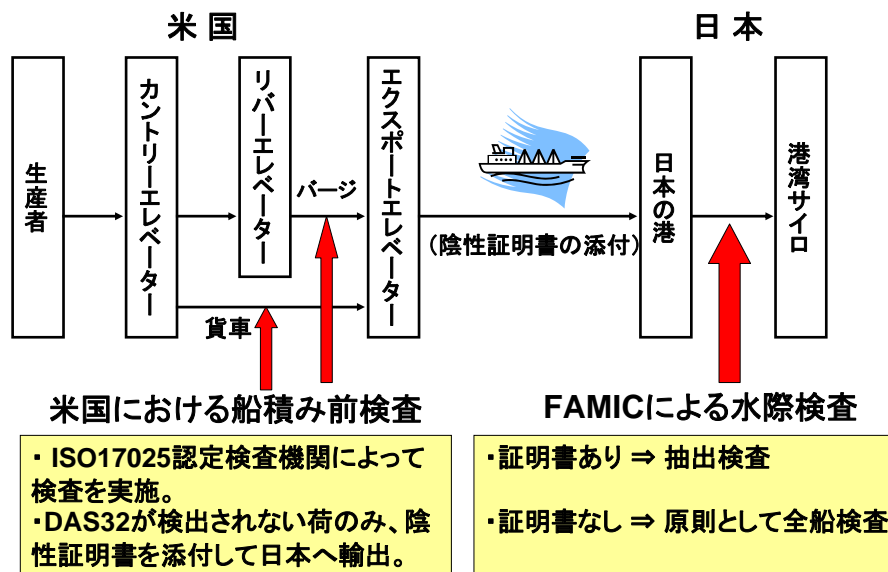 米 国
日 本
生産者
カントリーエレベーター
リバーエレベーター
バージ
エクスポートエレベーター
貨車
（陰性証明書の添付）
日本の港
港湾サイロ
米国における船積み前検査
・ ISO17025認定検査機関によって
検査を実施。
・DAS32が検出されない荷のみ、陰
性証明書を添付して日本へ輸出。
FAMICによる水際検査
・証明書あり ⇒ 抽出検査
・証明書なし ⇒ 原則として全船検査